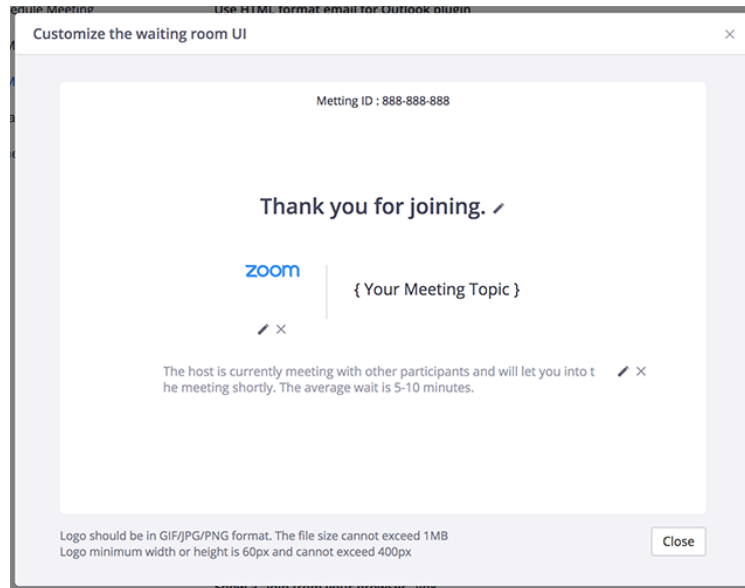 edule Meeting
Use HTML format email for Outlook plugin
Customize the waiting room UI
Metting ID : 888-888-888
Thank you for joining.
zoom
{ Your Meeting Topic }
The host is currently meeting with other participants and will let you into t
he meeting shortly. The average wait is 5-10 minutes.
Logo should be in GIF/JPG/PNG format. The file size cannot exceed 1MB
Logo minimum width or height is 60px and cannot exceed 400px
Close